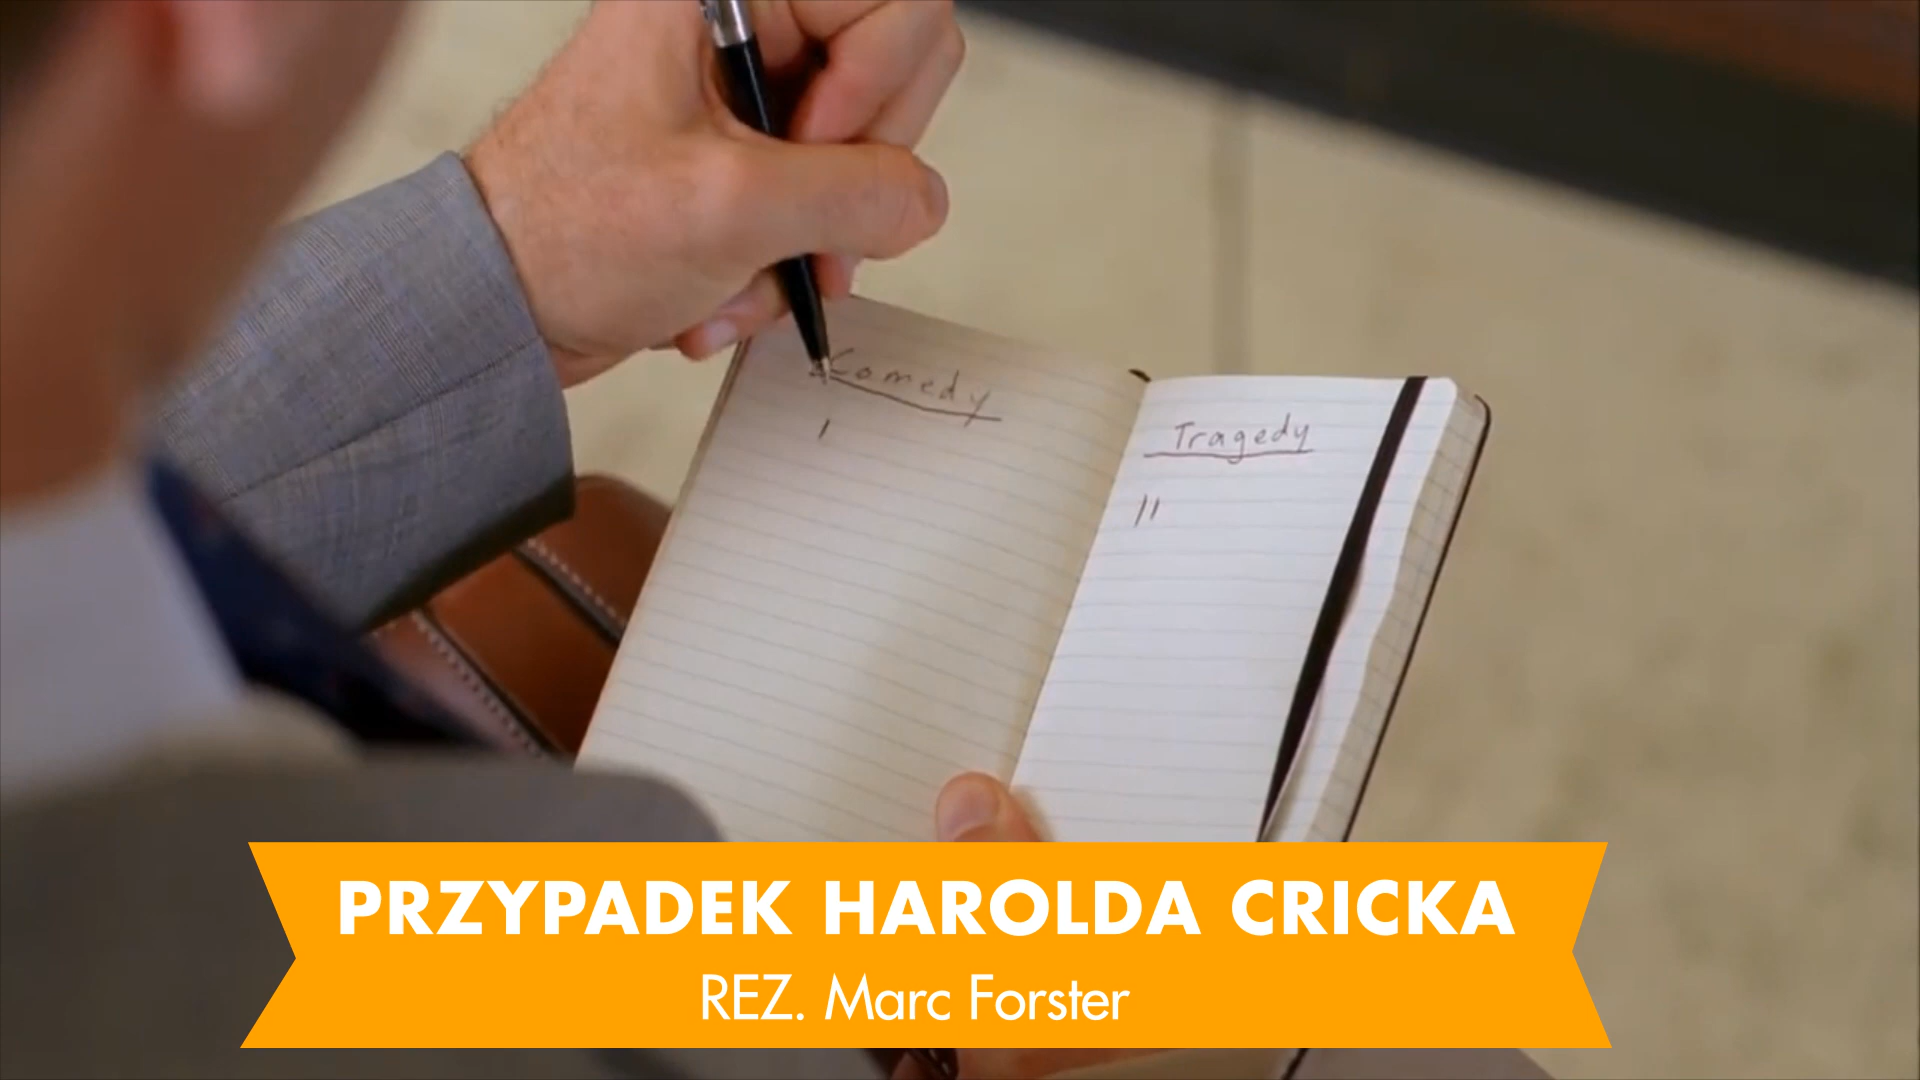 Comedy
I
Tragedy
II
PRZYPADEK HAROLDA CRICKA
REZ. Marc Forster